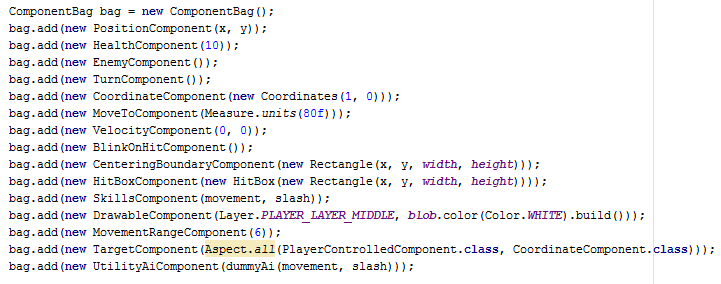 ComponentBag bag = new ComponentBag();
bag.add(new PositionComponent(x, y));
bag.add(new HealthComponent(10));
bag.add(new EnemyComponent());
bag.add(new TurnComponent());
bag.add(new CoordinateComponent(new Coordinates(1, 0)));
bag.add(new MoveToComponent(Measure.units(80f)));
bag.add(new VelocityComponent(0, 0));
bag.add(new BlinkOnHitComponent());
bag.add(new CenteringBoundaryComponent(new Rectangle(x, y, width, height)));
bag.add(new HitBoxComponent(new HitBox(new Rectangle(x, y, width, height))));
bag.add(new SkillsComponent(movement, slash));
bag.add(new DrawableComponent(Layer.PLAYER_LAYER_MIDDLE, blob.color(Color.WHITE).build()));
bag.add(new MovementRangeComponent(6));
bag.add(new TargetComponent(Aspect.all(PlayerControlledComponent.class, CoordinateComponent.class)));
bag.add(new UtilityAiComponent(dummyAi(movement, slash)));